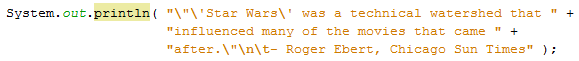 System.out.println( "\"\'Star Wars\' was a technical watershed that " +
"influenced many of the movies that came " +
"after.\"\n\t- Roger Ebert, Chicago Sun Times" );